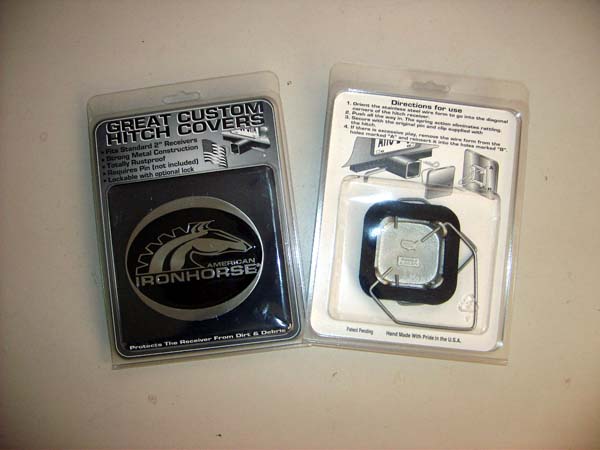 GREAT CUSTOM
HITCH COVERS
• Fits Standard 2" Receivers
• Strong Metal Construction
• Totally Rustproof
• Requires Pin (not included)
• Lockable with optional lock
AMERICAN
IRONHORSE
Protects The Receiver From Dirt & Debris!
Directions for use
1. Orient the stainless steel wire form to go into the diagonal
corners of the hitch receiver.
2. Push all the way in. The spring action eliminates rattling.
3. Secure with the original pin and clip supplied with
the hitch.
4. If there is excessive play, remove the wire form from the
holes marked "A" and reinsert it into the holes marked "B".
Patent Pending
Hand Made With Pride in the U.S.A.